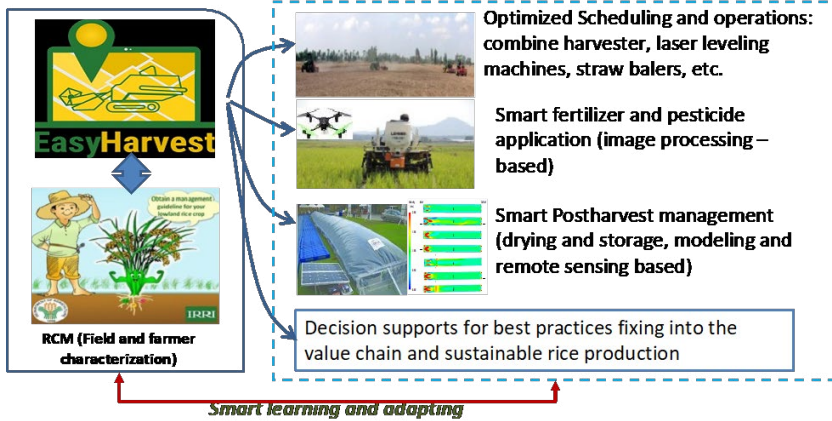 EasyHarvest
Obtain a management
guideline for your
lowland rice crop
IRRI
RCM (Field and farmer
characterization)
Optimized Scheduling and operations:
combine harvester, laser leveling
machines, straw balers, etc.
Smart fertilizer and pesticide
application (image processing –
based)
Smart Postharvest management
(drying and storage, modeling and
remote sensing based)
Decision supports for best practices fixing into the
value chain and sustainable rice production
Smart learning and adapting